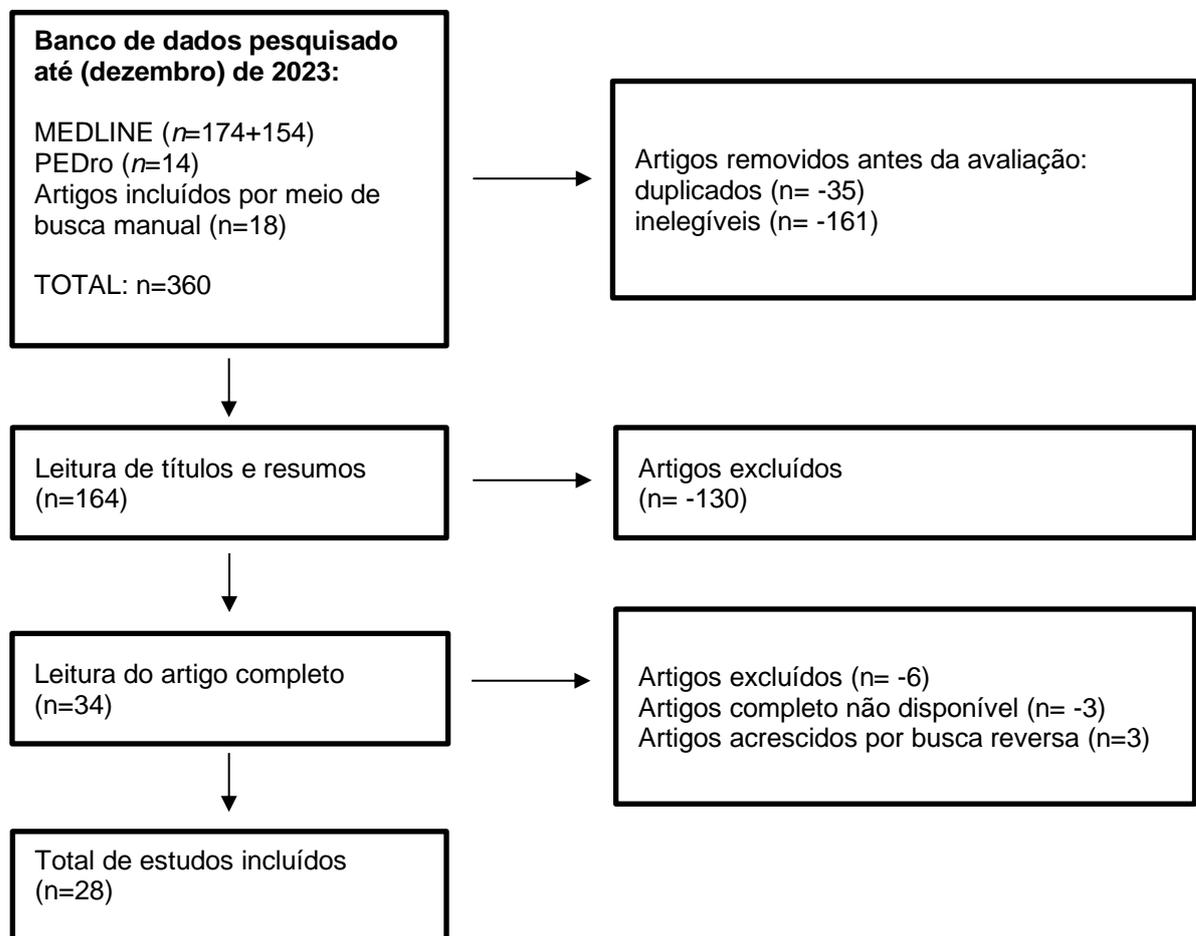 Banco de dados pesquisado
até (dezembro) de 2023:
MEDLINE (n=174+154)
PEDro (n=14)
Artigos incluídos por meio de
busca manual (n=18)
TOTAL: n=360
Artigos removidos antes da avaliação:
duplicados (n= -35)
inelegíveis (n= -161)
Leitura de títulos e resumos
(n=164)
Artigos excluídos
(n= -130)
Leitura do artigo completo
(n=34)
Artigos excluídos (n= -6)
Artigos completo não disponível (n= -3)
Artigos acrescidos por busca reversa (n=3)
Total de estudos incluídos
(n=28)